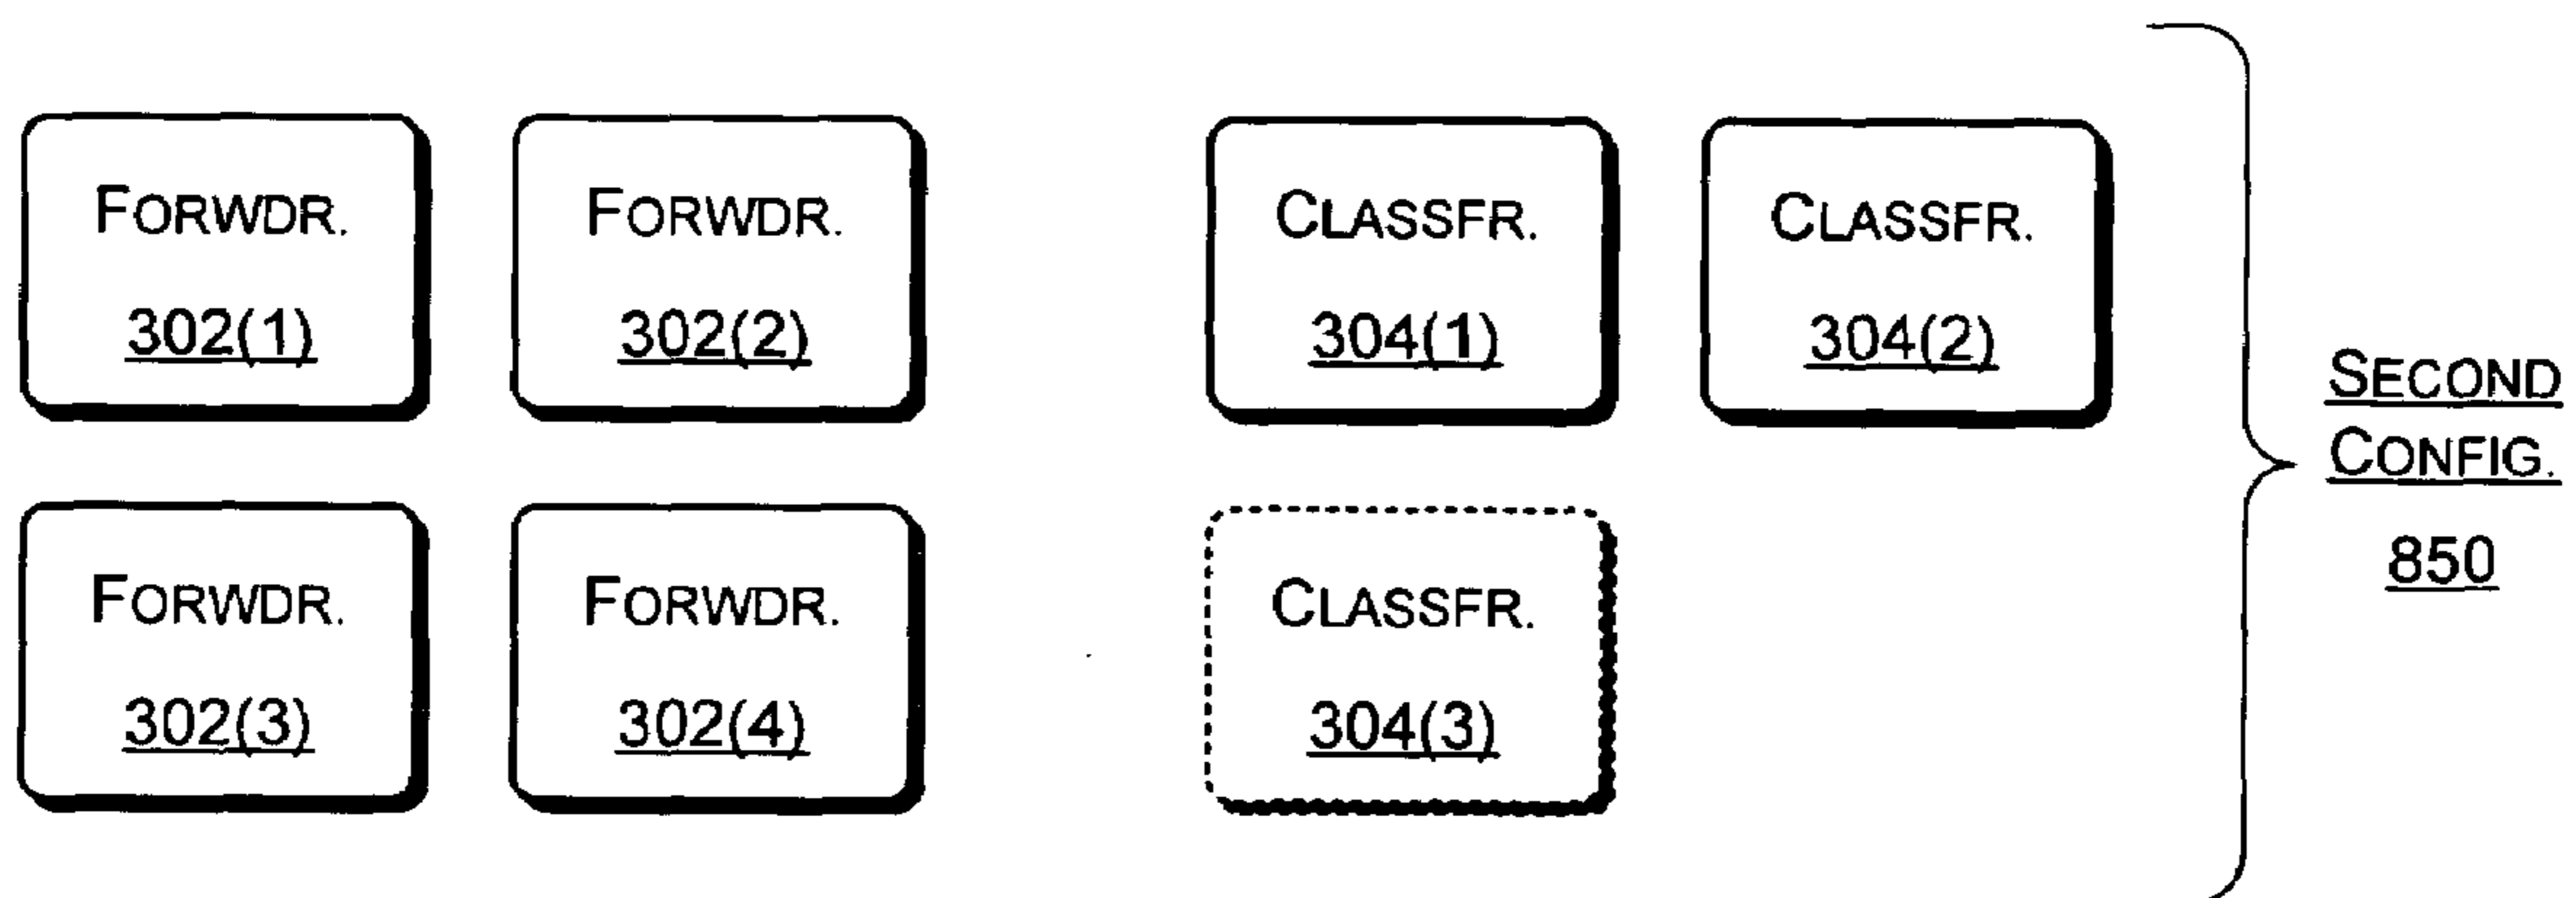 FORWDR.
302(1)
FORWDR.
302(2)
CLASSFR.
304(1)
CLASSFR.
304(2)
FORWDR.
302(3)
FORWDR.
302(4)
CLASSFR.
304(3)
SECOND
CONFIG.
850